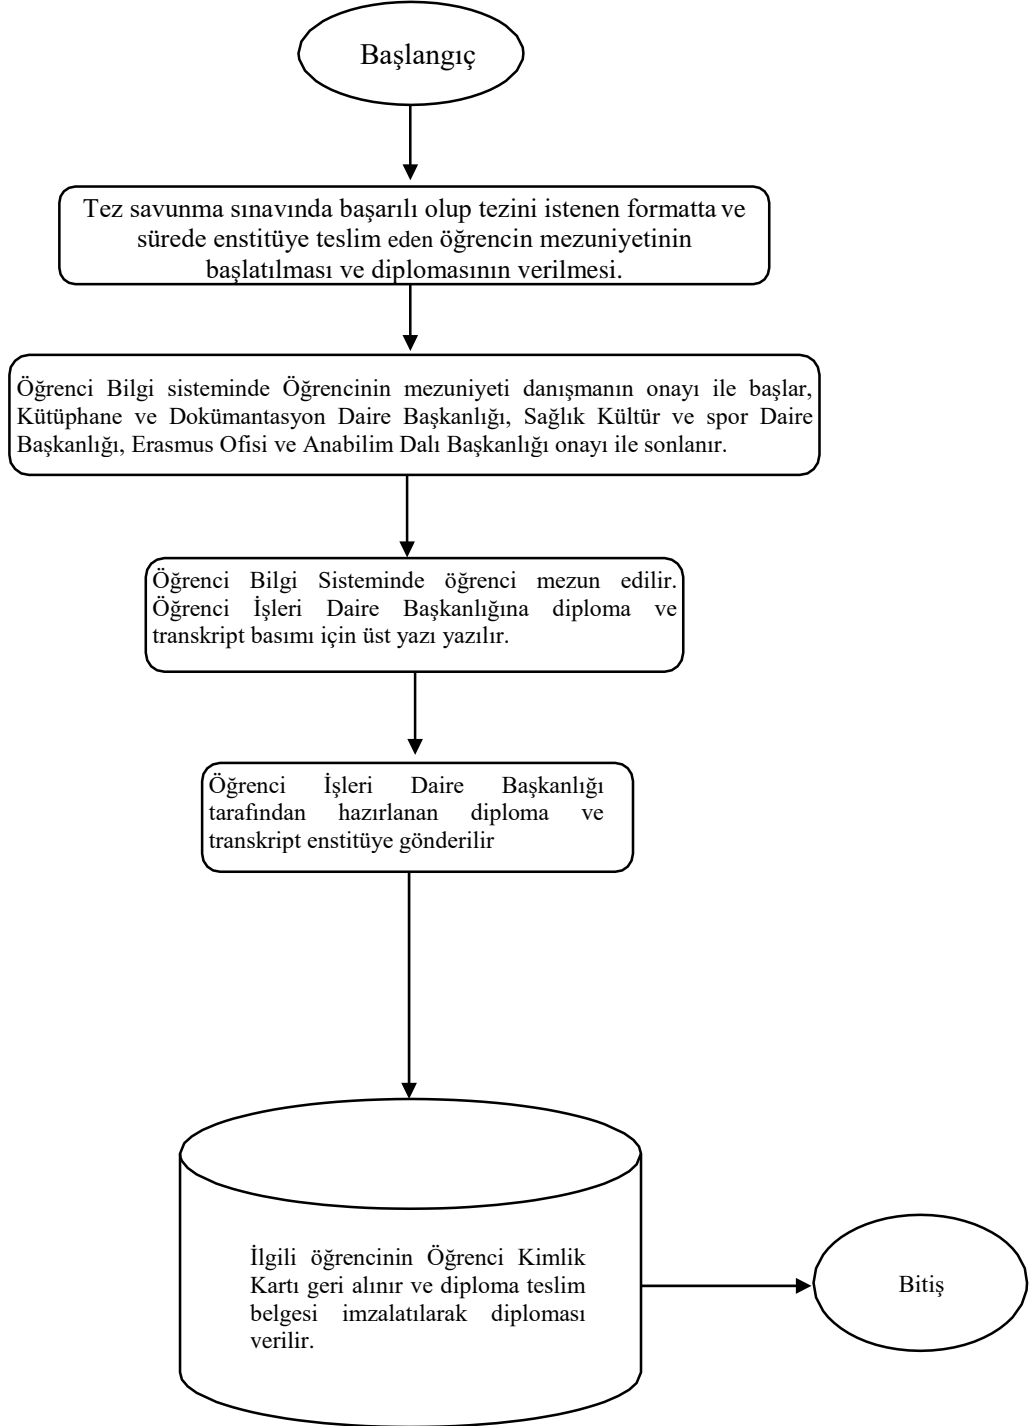 Başlangıç
Tez savunma sınavında başarılı olup tezini istenen formatta ve
sürede enstitüye teslim eden öğrencin mezuniyetinin
başlatılması ve diplomasının verilmesi.
Öğrenci Bilgi sisteminde Öğrencinin mezuniyeti danışmanın onayı ile başlar,
Kütüphane ve Dokümantasyon Daire Başkanlığı, Sağlık Kültür ve spor Daire
Başkanlığı, Erasmus Ofisi ve Anabilim Dalı Başkanlığı onayı ile sonlanır.
Öğrenci Bilgi Sisteminde öğrenci mezun edilir.
Öğrenci İşleri Daire Başkanlığına diploma ve
transkript basımı için üst yazı yazılır.
Öğrenci İşleri Daire Başkanlığı
tarafından hazırlanan diploma ve
transkript enstitüye gönderilir
İlgili öğrencinin Öğrenci Kimlik
Kartı geri alınır ve diploma teslim
belgesi imzalatılarak diploması
verilir.
Bitiş